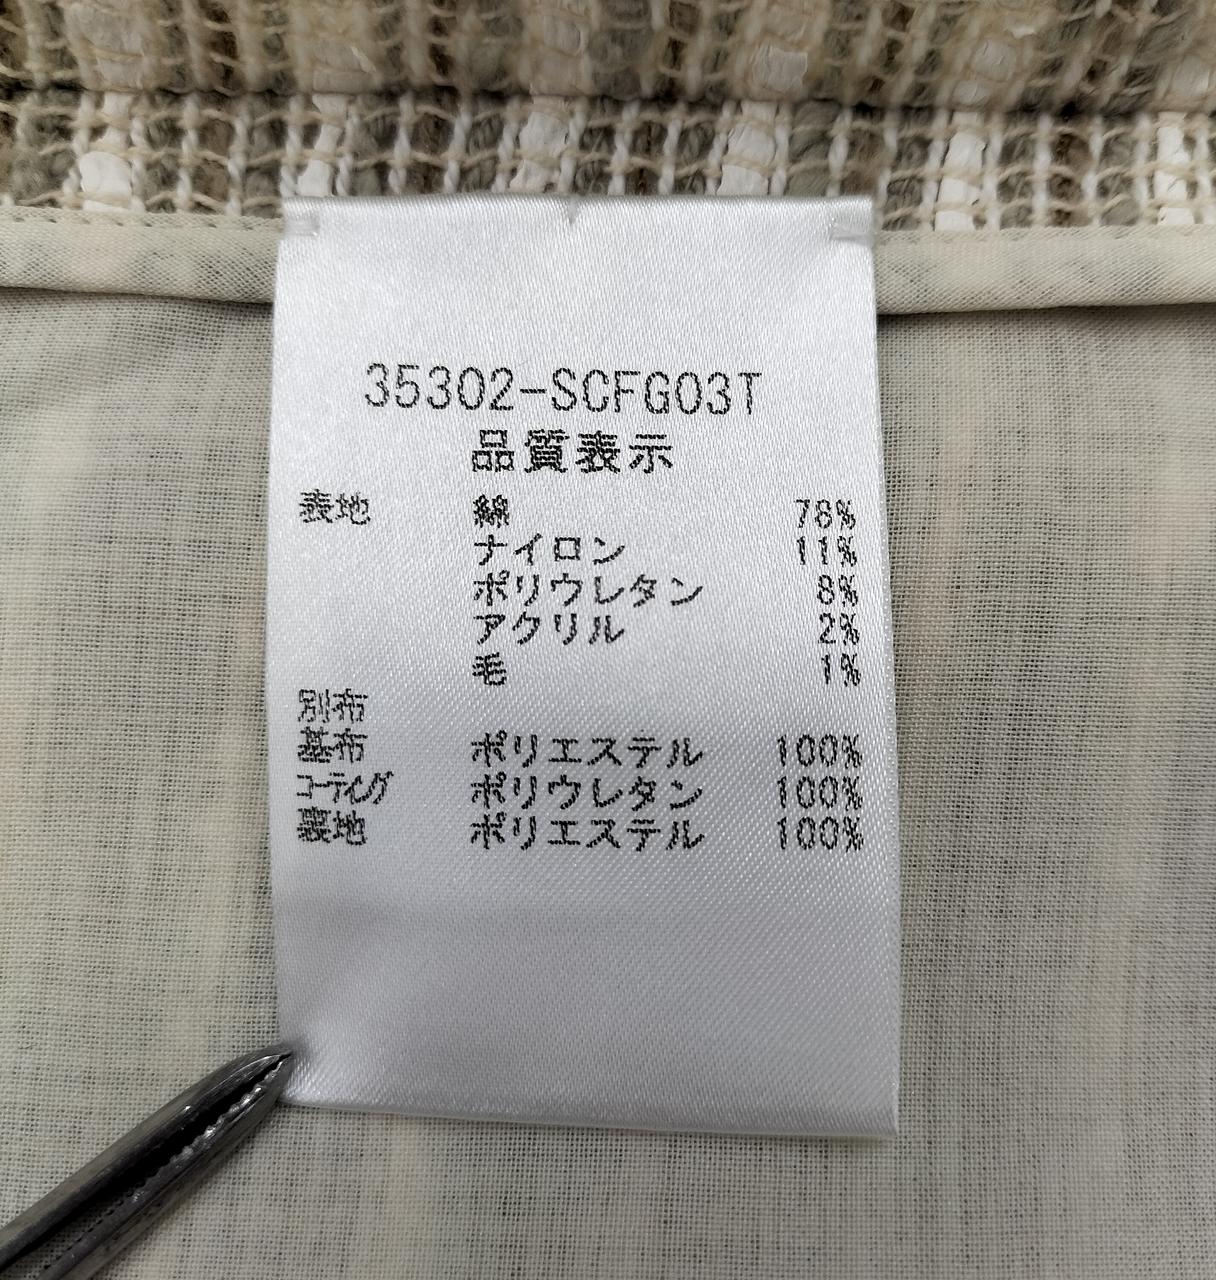 35302-SCFG03T
品質表示
表地 綿 78%
ナイロン 11%
ポリウレタン 8%
アクリル 2%
毛 1%
別布
基布 ポリエステル 100%
コーティング ポリウレタン 100%
裏地 ポリエステル 100%